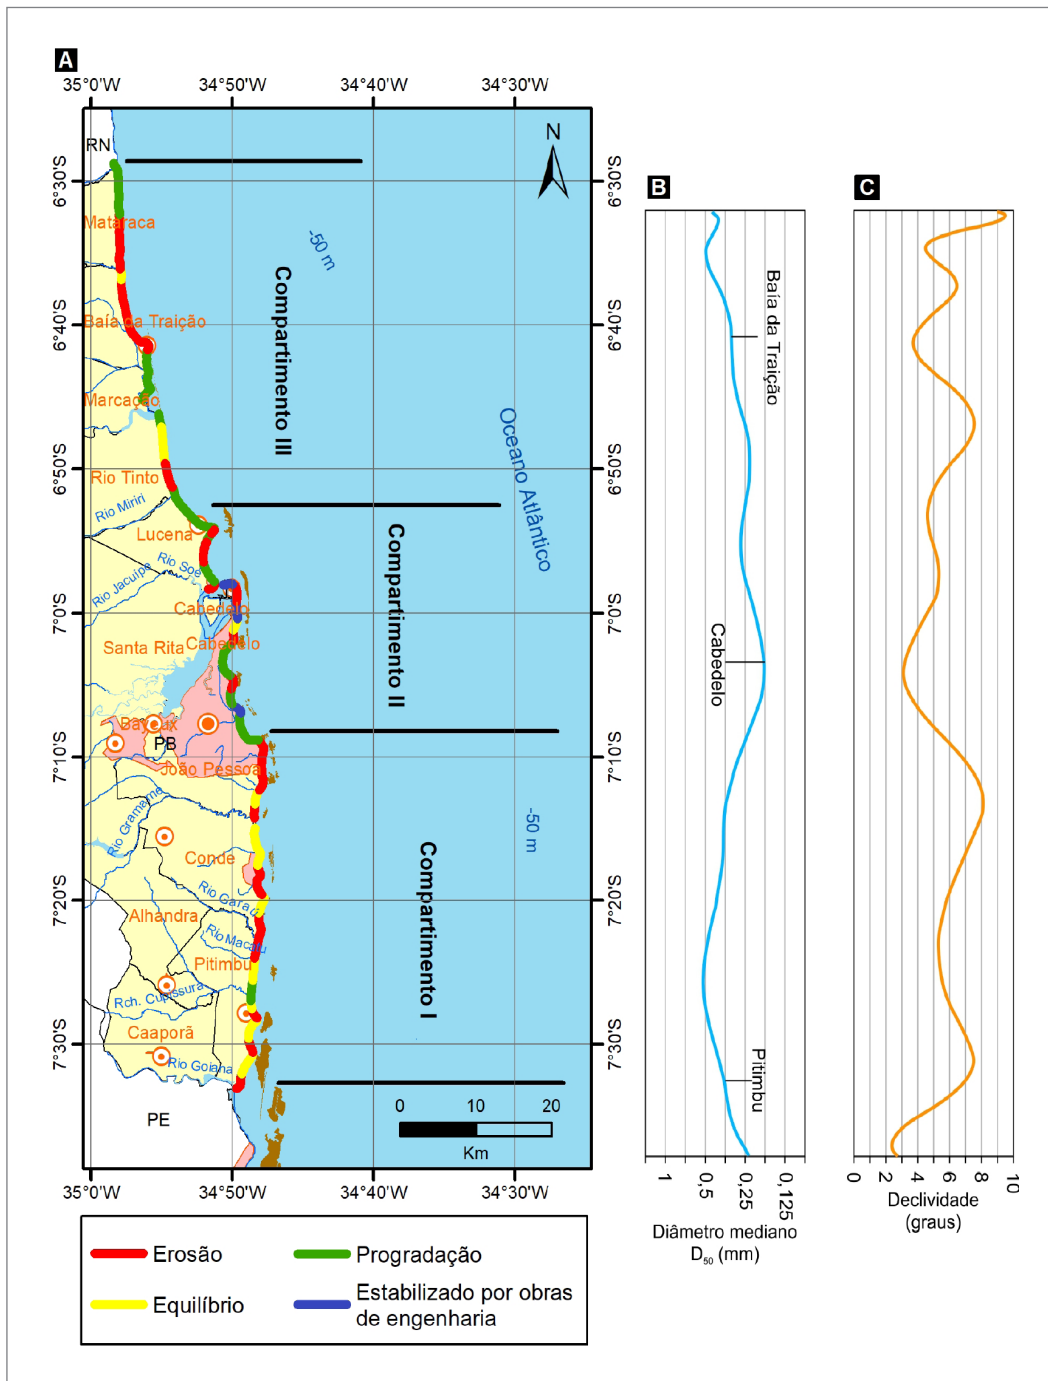 A
35°0'W
34°50'W
34°40'W
34°30'W
6°30'S
6°40'S
6°50'S
7°0'S
7°10'S
7°20'S
7°30'S
RN
N
Mataraca
-50 m
Baía da Traição
Marcação
Compartimento III
Oceano Atlântico
Rio Tinto
Rio Miriri
Lucena
Rio Soé
Rio Jacuípe
Cabedelo
Santa Rita
Cabedelo
Compartimento II
Bayeux
PB
João Pessoa
Rio Gramame
-50 m
Conde
Rio Garaú
Alhandra
Rio Macatu
Pitimbu
Compartimento I
Rch. Cupissura
Caaporã
Rio Goiana
PE
0 10 20
Km
6°30'S
6°40'S
6°50'S
7°0'S
7°10'S
7°20'S
7°30'S
35°0'W
34°50'W
34°40'W
34°30'W
Erosão
Progradação
Equilíbrio
Estabilizado por obras
de engenharia
B
Baía da Traição
Cabedelo
Pitimbu
1
0,5
0,25
0,125
Diâmetro mediano
D50 (mm)
C
0 2 4 6 8 10
Declividade
(graus)